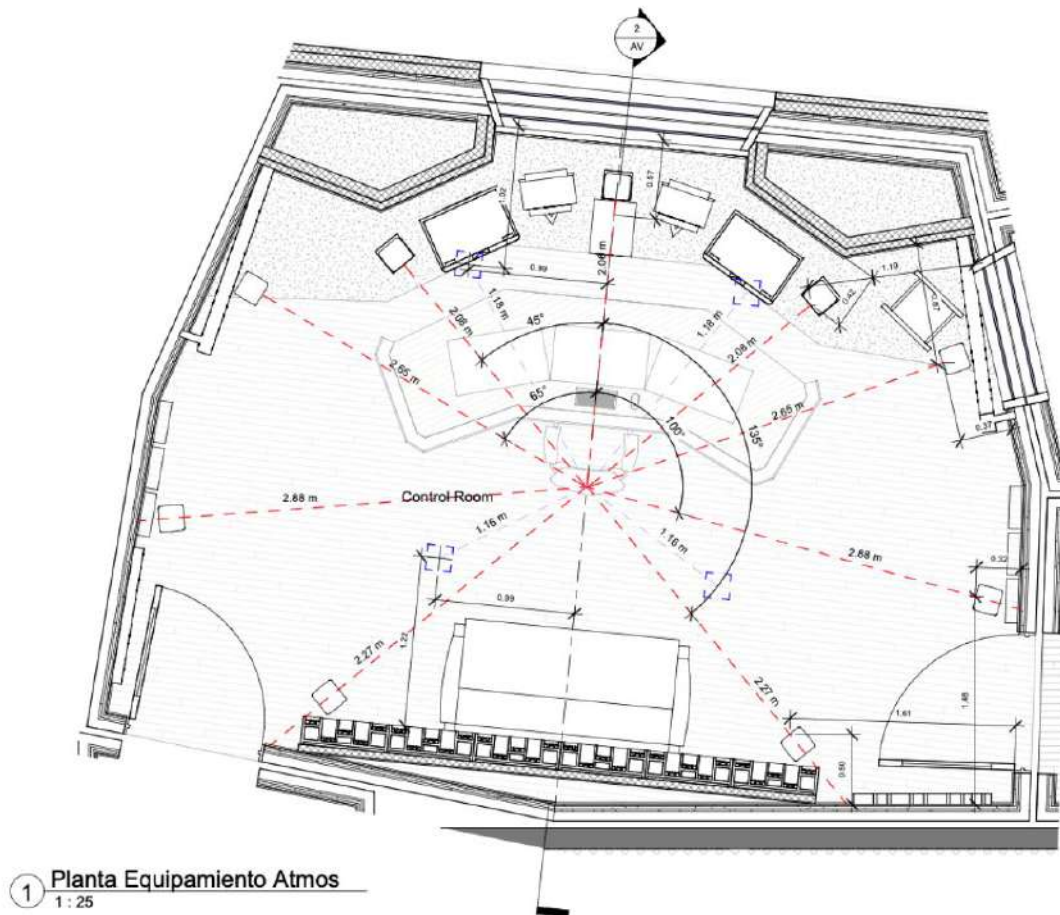 2
AV
1.02
0.57
2.08 m
0.99
1.18 m
1.18 m
1.19
0.42
0.87
2.08 m
2.08 m
45°
2.65 m
65°
100°
135°
2.65 m
0.37
2.88 m
Control Room
1.16 m
1.16 m
2.88 m
0.32
0.99
1.22
2.27 m
2.27 m
1.61
1.48
0.50
1
Planta Equipamiento Atmos
1 : 25